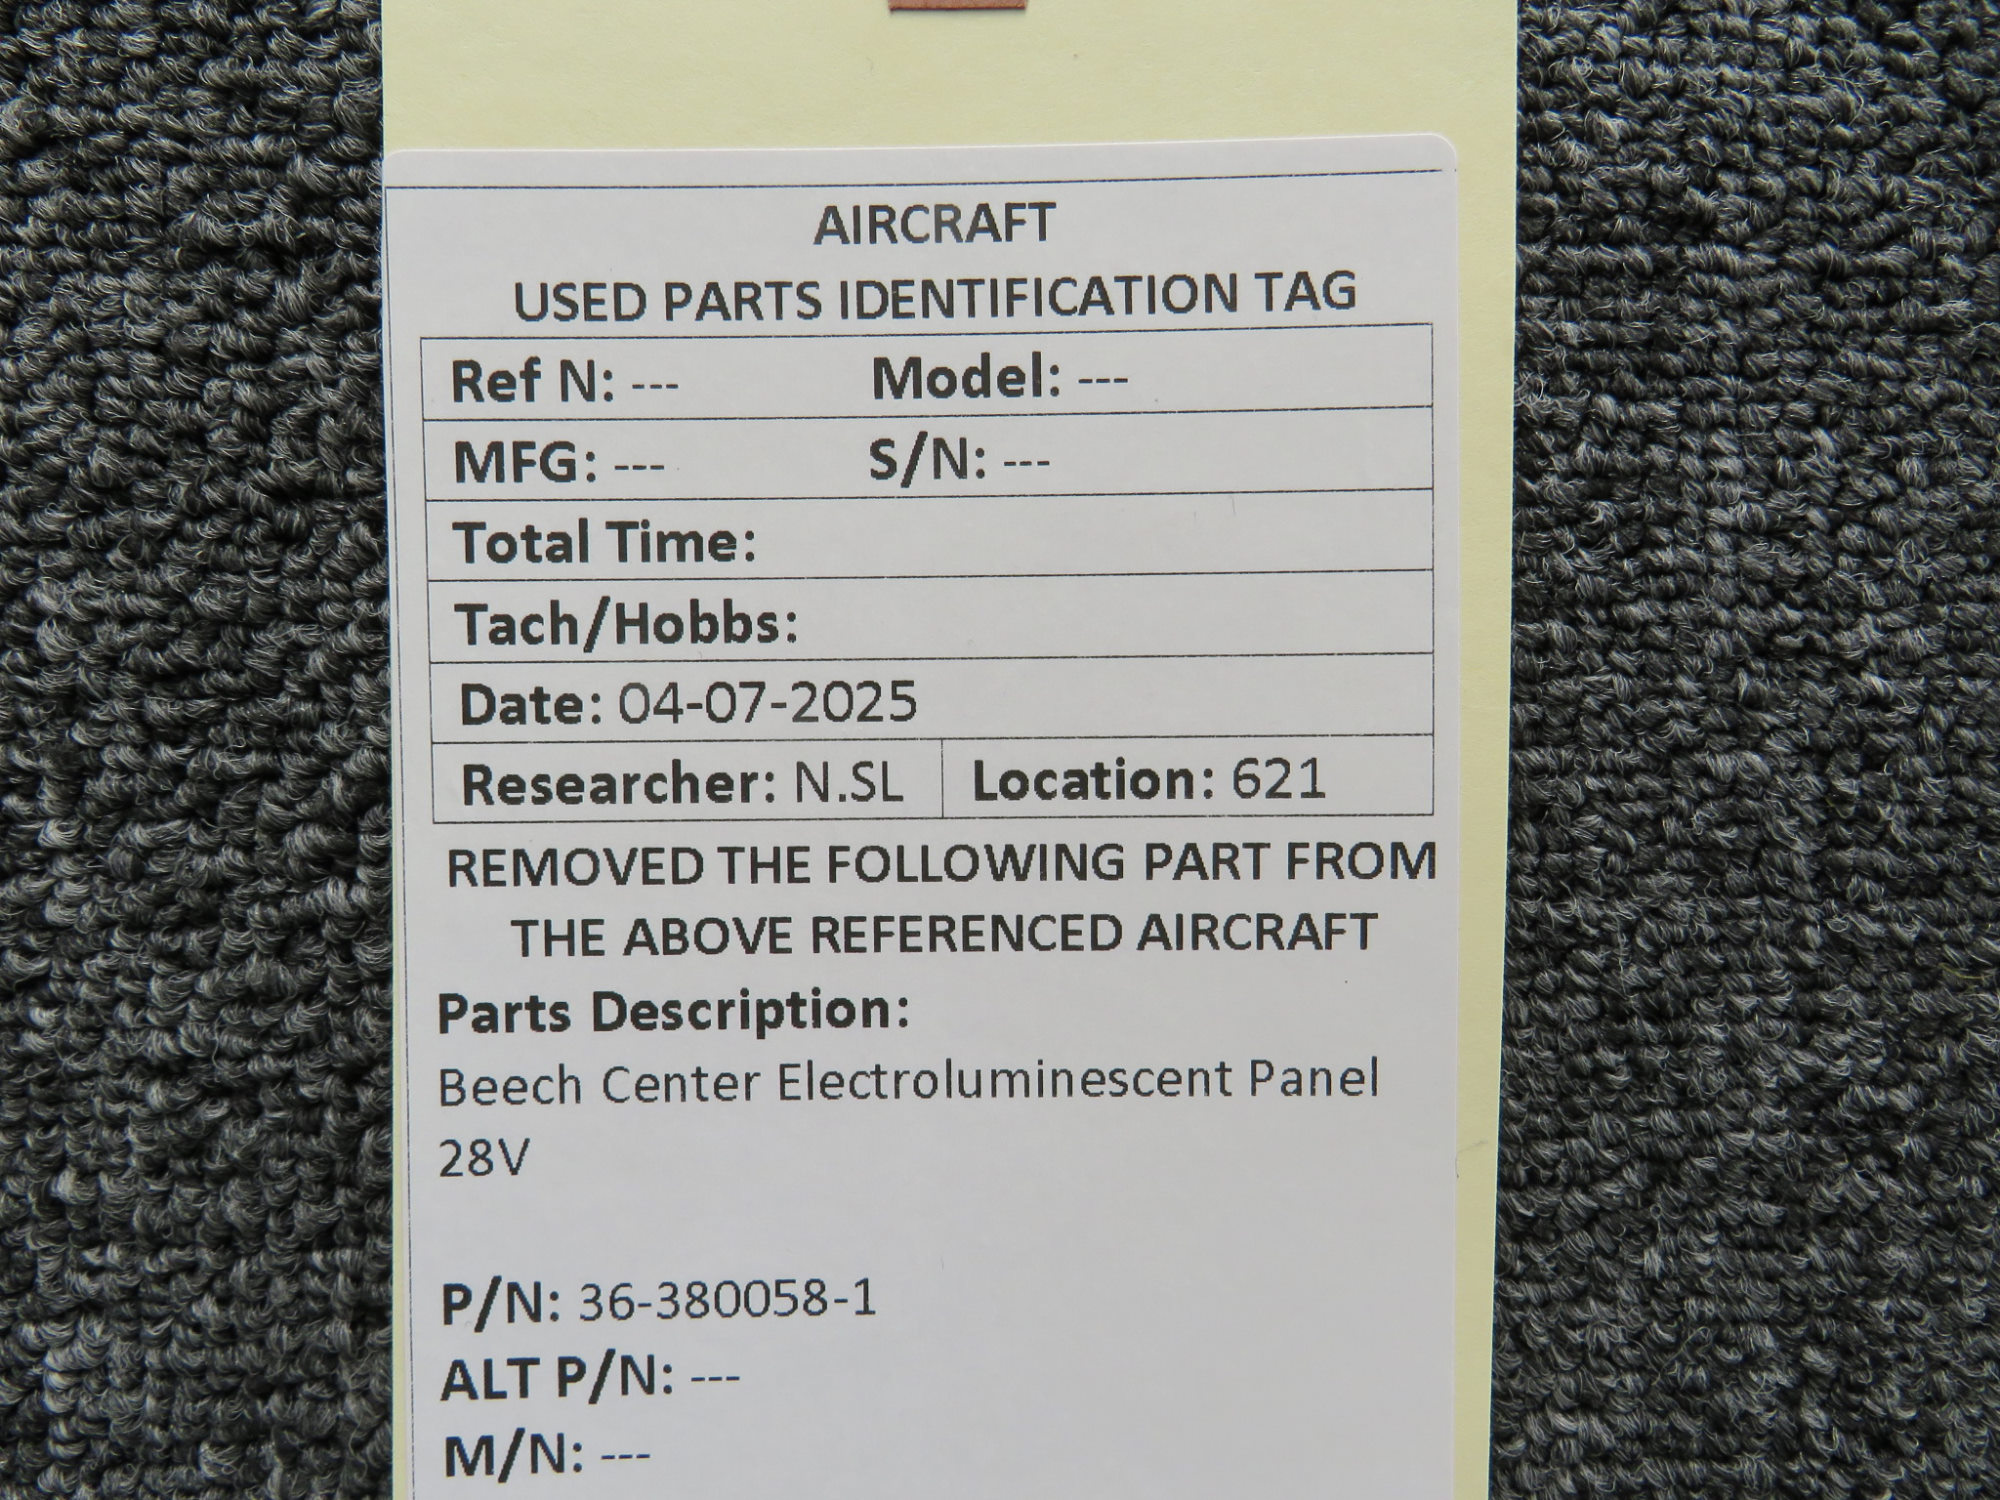 AIRCRAFT
USED PARTS IDENTIFICATION TAG
Ref N: --- Model: ---
MFG: --- S/N: ---
Total Time:
Tach/Hobbs:
Date: 04-07-2025
Researcher: N.SL Location: 621
REMOVED THE FOLLOWING PART FROM
THE ABOVE REFERENCED AIRCRAFT
Parts Description:
Beech Center Electroluminescent Panel
28V
P/N: 36-380058-1
ALT P/N: ---
M/N: ---